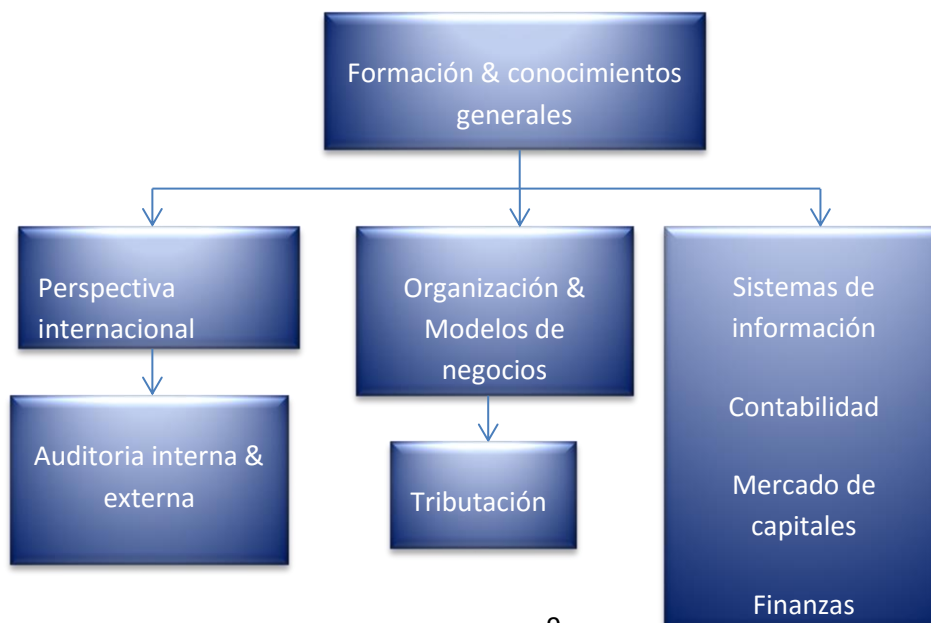 Formación & conocimientos
generales
Perspectiva
internacional
Organización &
Modelos de
negocios
Sistemas de
información
Contabilidad
Mercado de
capitales
Finanzas
Auditoria interna &
externa
Tributación